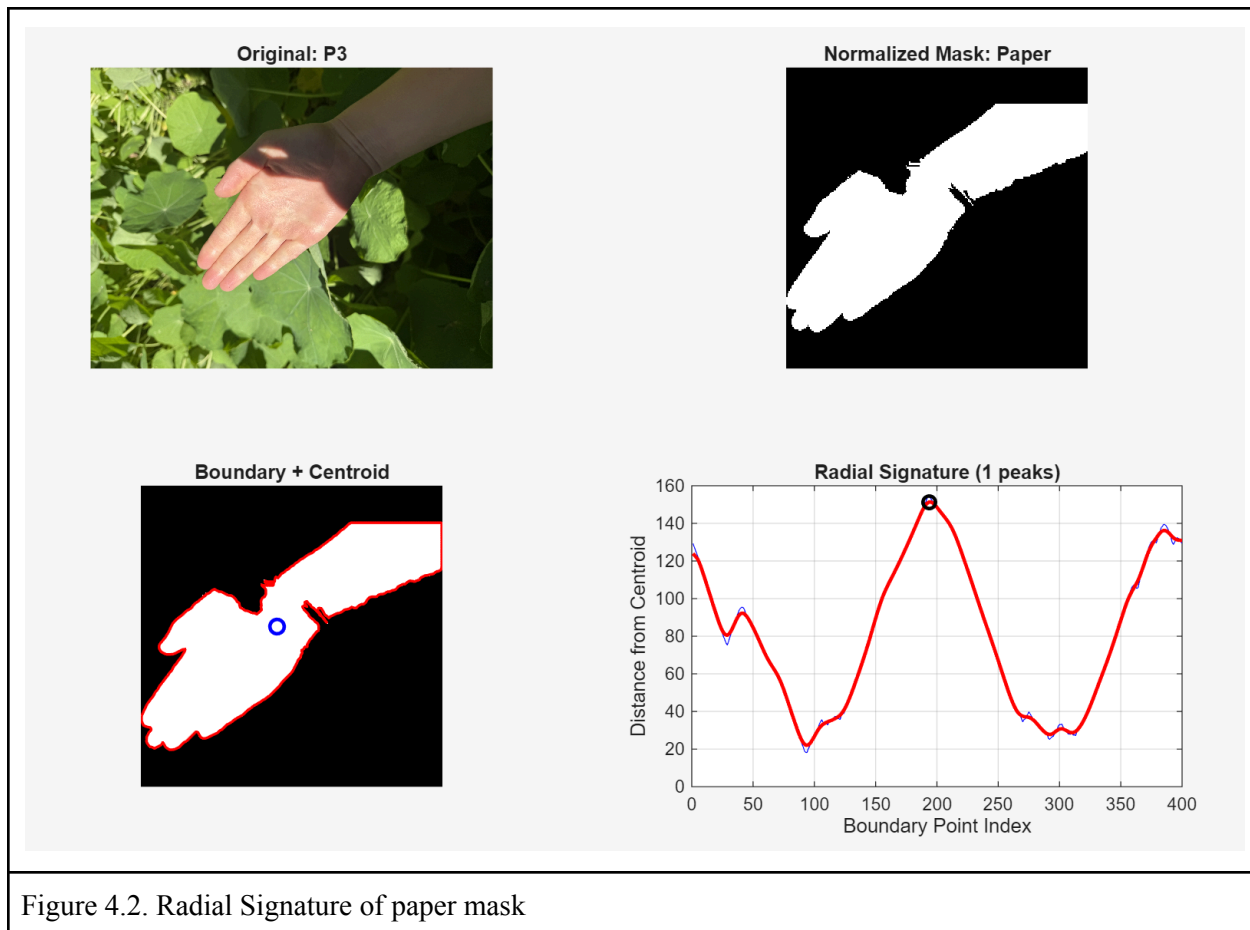 Original: P3
Normalized Mask: Paper
Boundary + Centroid
Radial Signature (1 peaks)
160
140
120
100
80
60
40
20
0
Distance from Centroid
0 50 100 150 200 250 300 350 400
Boundary Point Index
Figure 4.2. Radial Signature of paper mask